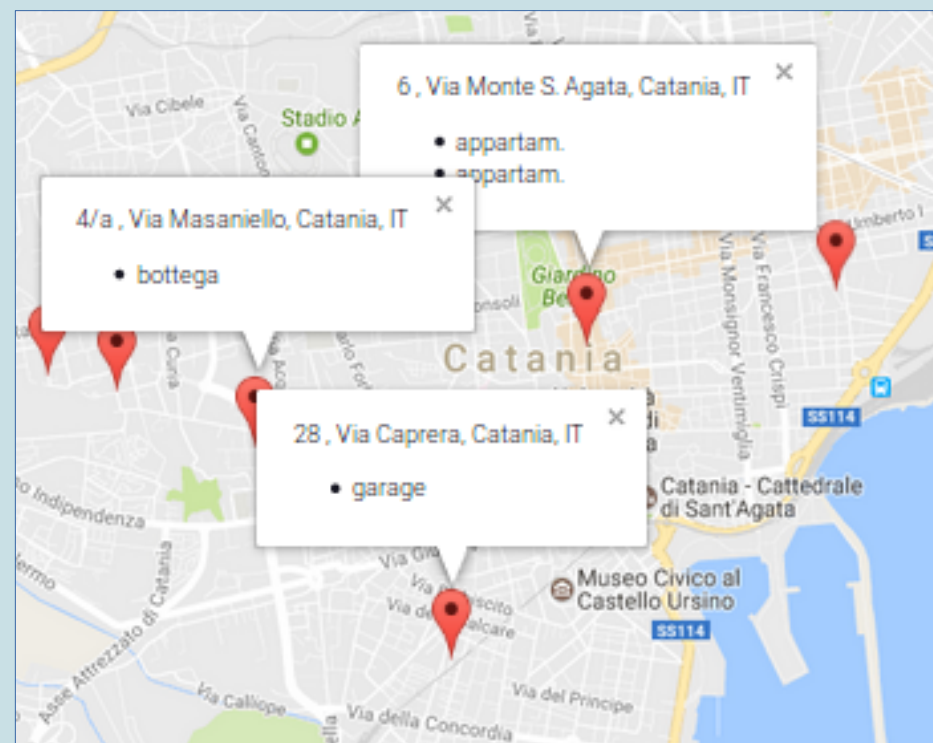 6 , Via Monte S. Agata, Catania, IT
• appartam.
• appartam.
4/a , Via Masaniello, Catania, IT
• bottega
28 , Via Caprera, Catania, IT
• garage
Via Cibele
Stadio
Umberto I
Giardino
Catania
Via Monsignor Ventimiglia
Via Francesco Crispi
SS114
Catania - Cattedrale
di Sant'Agata
Indipendenza
Asse Attrezzato di Catania
Museo Civico al
Castello Ursino
SS114
Via Calliope
Via della Concordia
Via del Principe